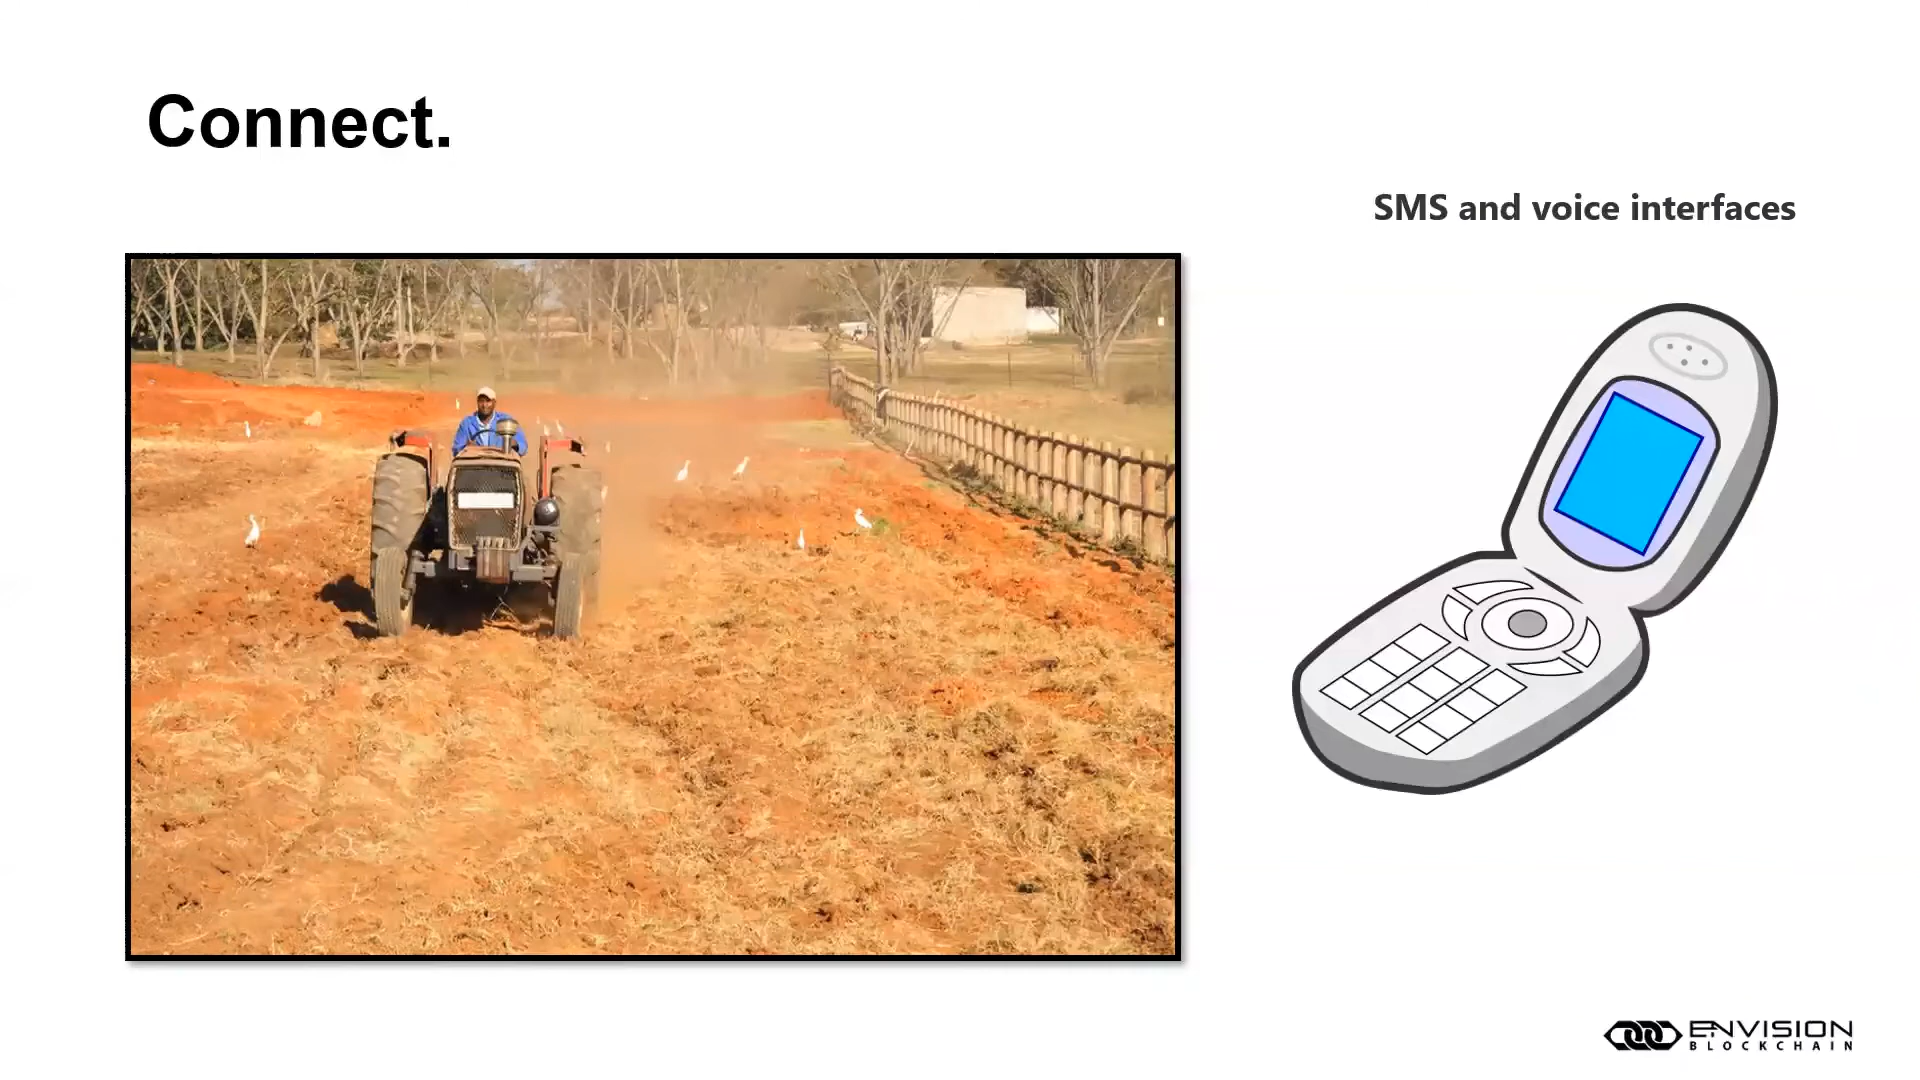 Connect.
SMS and voice interfaces
ENVISION
BLOCKCHAIN